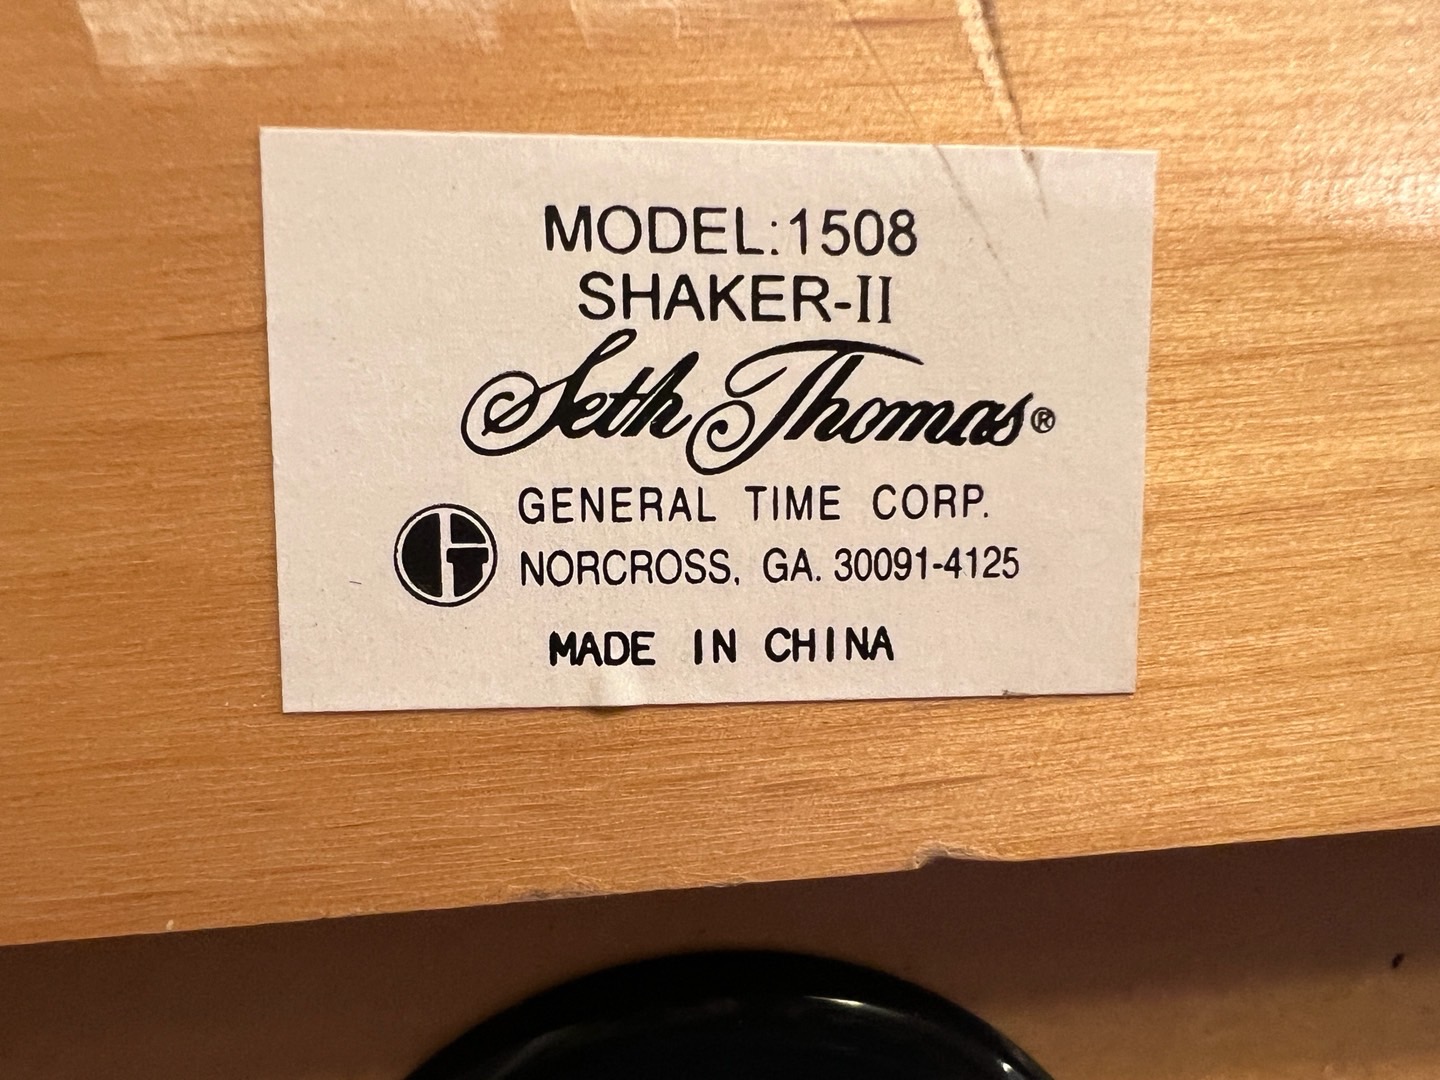 MODEL:1508
SHAKER-II
Seth Thomas®
GENERAL TIME CORP.
NORCROSS, GA. 30091-4125
MADE IN CHINA